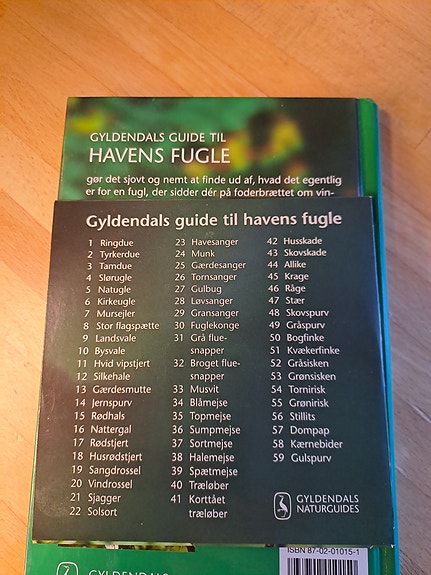 GYLDENDALS GUIDE TIL
HAVENS FUGLE
gør det sjovt og nemt at finde ud af, hvad det egentlig
er for en fugl, der sidder dér på foderbrættet om vin-
Gyldendals guide til havens fugle
1 Ringdue
2 Tyrkerdue
3 Tamdue
4 Slørugle
5 Natugle
6 Kirkeugle
7 Mursejler
8 Stor flagspætte
9 Landsvale
10 Bysvale
11 Hvid vipstjert
12 Silkehale
13 Gærdesmutte
14 Jernspurv
15 Rødhals
16 Nattergal
17 Rødstjert
18 Husrødstjert
19 Sangdrossel
20 Vindrossel
21 Sjagger
22 Solsort
23 Havesanger
24 Munk
25 Gærdesanger
26 Tornsanger
27 Gulbug
28 Løvsanger
29 Gransanger
30 Fuglekonge
31 Grå flue-
snapper
32 Broget flue-
snapper
33 Musvit
34 Blåmejse
35 Topmejse
36 Sumpmejse
37 Sortmejse
38 Halemejse
39 Spætmejse
40 Træløber
41 Korttået
træløber
42 Husskade
43 Skovskade
44 Allike
45 Krage
46 Råge
47 Stær
48 Skovspurv
49 Gråspurv
50 Bogfinke
51 Kvækerfinke
52 Gråsisken
53 Grønsisken
54 Tornirisk
55 Grønirisk
56 Stillits
57 Dompap
58 Kærnebider
59 Gulspurv
GYLDENDALS
NATURGUIDES
ISBN 87-02-01015-1
GYLDENDALS